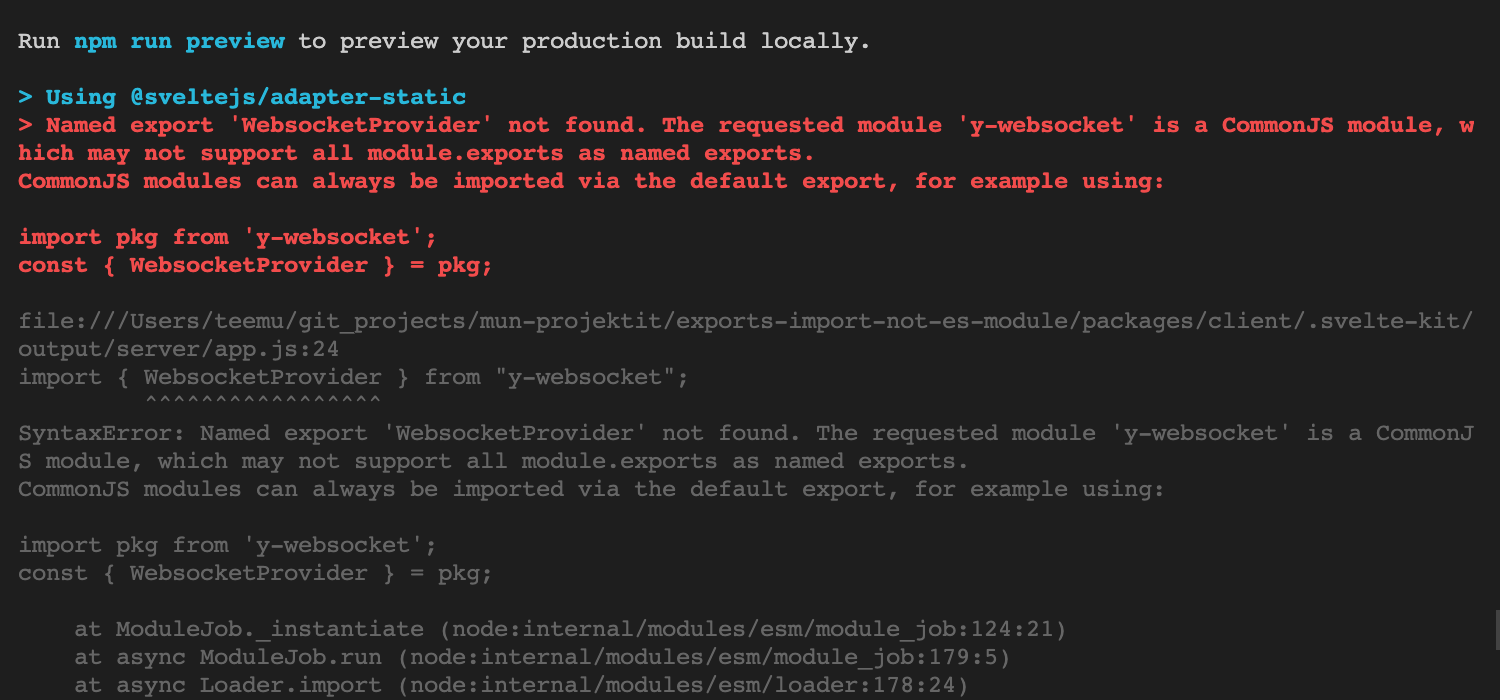 Run npm run preview to preview your production build locally.
> Using @sveltejs/adapter-static
> Named export 'WebsocketProvider' not found. The requested module 'y-websocket' is a CommonJS module, w
hich may not support all module.exports as named exports.
CommonJS modules can always be imported via the default export, for example using:
import pkg from 'y-websocket';
const { WebsocketProvider } = pkg;
file:///Users/teemu/git_projects/mun-projektit/exports-import-not-es-module/packages/client/.svelte-kit/
output/server/app.js:24
import { WebsocketProvider } from "y-websocket";
^^^^^^^^^^^^^^^^^
SyntaxError: Named export 'WebsocketProvider' not found. The requested module 'y-websocket' is a CommonJ
S module, which may not support all module.exports as named exports.
CommonJS modules can always be imported via the default export, for example using:
import pkg from 'y-websocket';
const { WebsocketProvider } = pkg;
at ModuleJob._instantiate (node:internal/modules/esm/module_job:124:21)
at async ModuleJob.run (node:internal/modules/esm/module_job:179:5)
at async Loader.import (node:internal/modules/esm/loader:178:24)